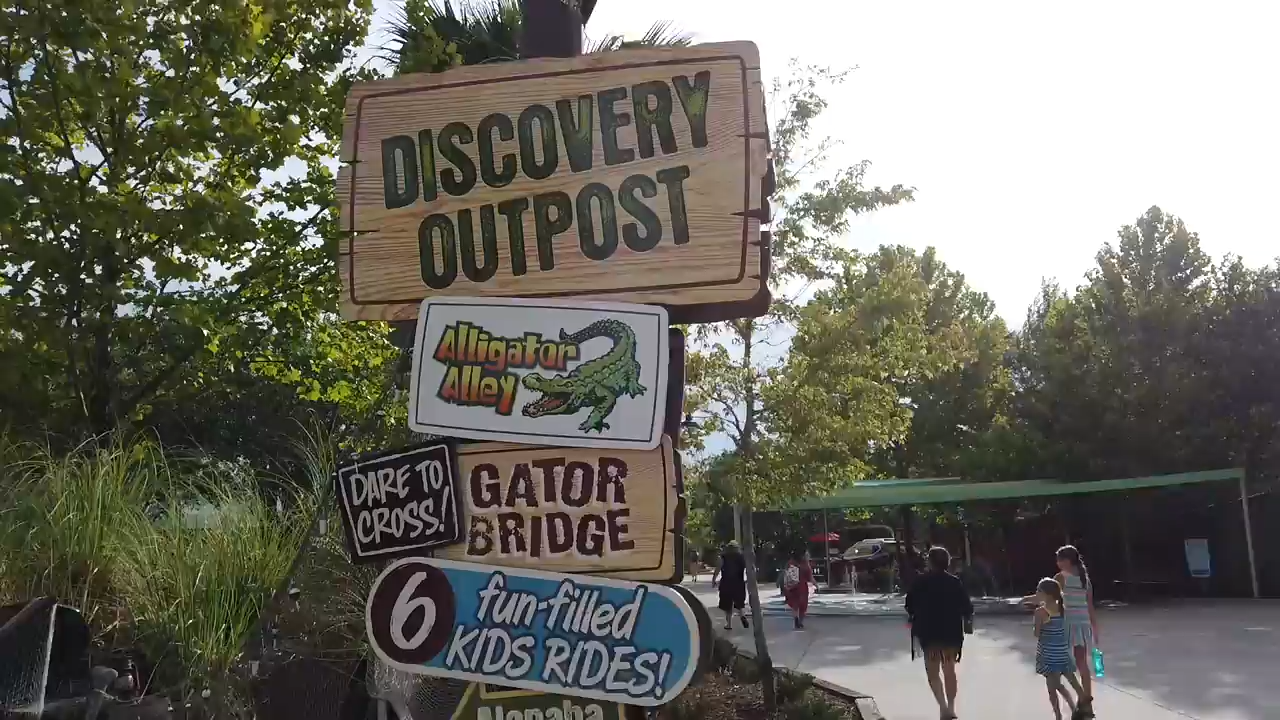 DISCOVERY
OUTPOST
Alligator
Alley
DARE TO
CROSS!
GATOR
BRIDGE
6 fun-filled
KIDS RIDES!